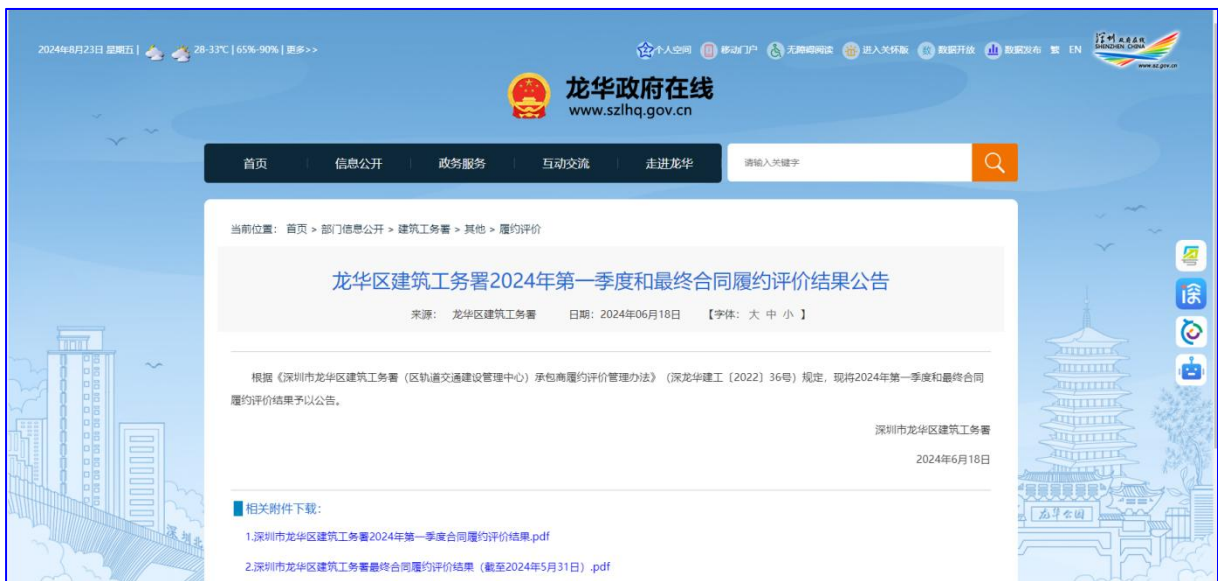 2024年8月23日 星期五 | 28-33℃ | 65%-90% | 更多>>
个人空间 移动门户 无障碍阅读 进入关怀版 数据开放 数据发布 繁 EN
SHENZHEN CHINA
www.sz.gov.cn
龙华政府在线
www.szlhq.gov.cn
首页 信息公开 政务服务 互动交流 走进龙华 请输入关键字
当前位置: 首页 > 部门信息公开 > 建筑工务署 > 其他 > 履约评价
龙华区建筑工务署2024年第一季度和最终合同履约评价结果公告
来源: 龙华区建筑工务署 日期: 2024年06月18日 【字体: 大 中 小 】
根据《深圳市龙华区建筑工务署（区轨道交通建设管理中心）承包商履约评价管理办法》（深龙华建工〔2022〕36号）规定，现将2024年第一季度和最终合同
履约评价结果予以公告。
深圳市龙华区建筑工务署
2024年6月18日
相关附件下载:
1.深圳市龙华区建筑工务署2024年第一季度合同履约评价结果.pdf
2.深圳市龙华区建筑工务署最终合同履约评价结果（截至2024年5月31日）.pdf
深
深圳北
龙华公园